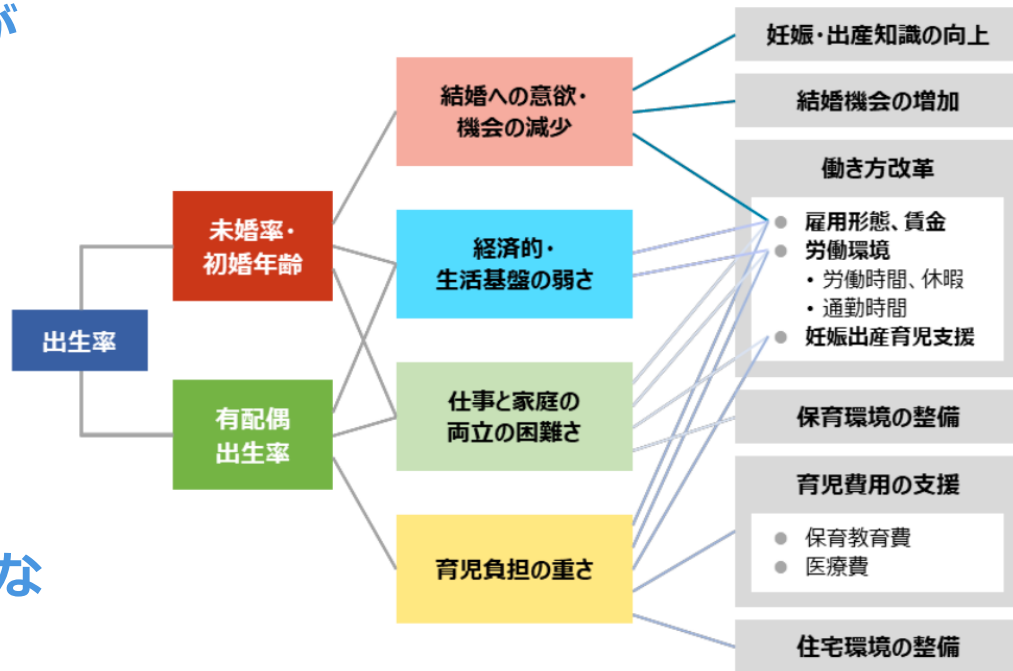 が
な
出生率
未婚率・
初婚年齢
有配偶
出生率
結婚への意欲・
機会の減少
経済的・
生活基盤の弱さ
仕事と家庭の
両立の困難さ
育児負担の重さ
妊娠・出産知識の向上
結婚機会の増加
働き方改革
● 雇用形態、賃金
● 労働環境
・労働時間、休暇
・通勤時間
● 妊娠出産育児支援
保育環境の整備
育児費用の支援
● 保育教育費
● 医療費
住宅環境の整備